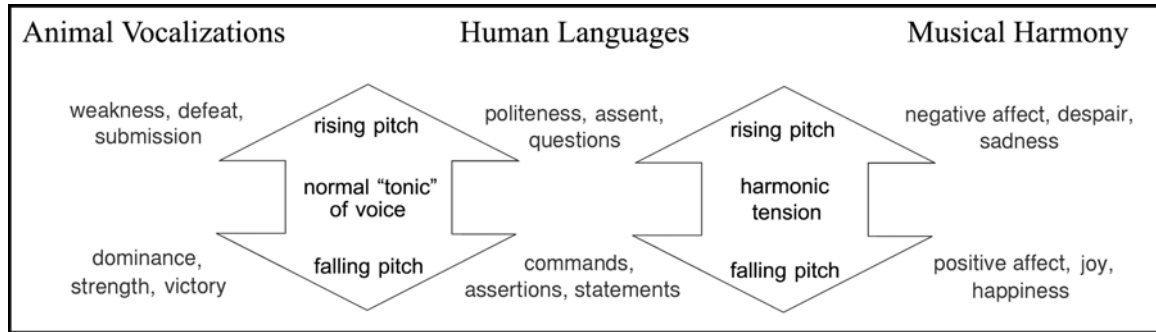 Animal Vocalizations
Human Languages
Musical Harmony
weakness, defeat,
submission
rising pitch
politeness, assent,
questions
rising pitch
negative affect, despair,
sadness
normal “tonic”
of voice
harmonic
tension
dominance,
strength, victory
falling pitch
commands,
assertions, statements
falling pitch
positive affect, joy,
happiness